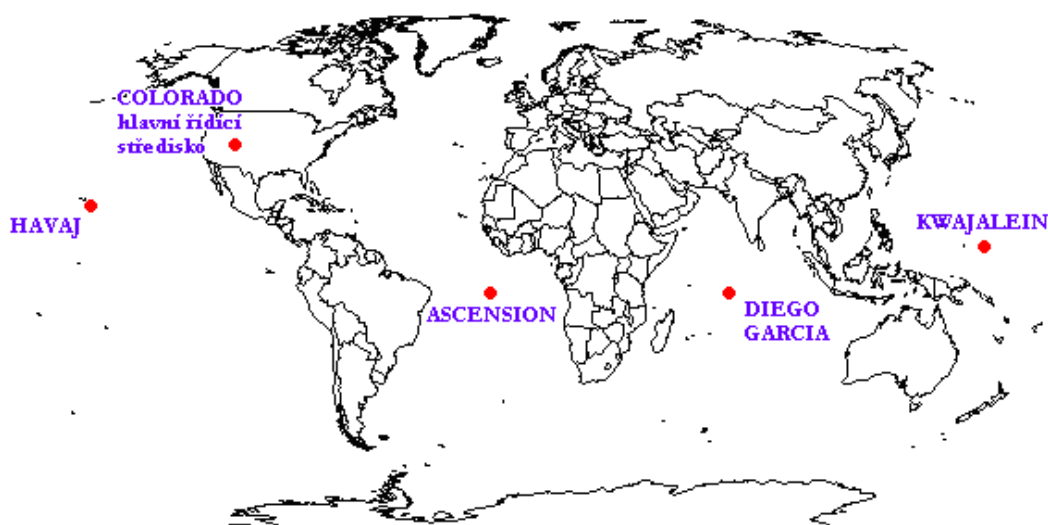 COLORADO
hlavní řídicí
středisko
HAVAJ
KWAJALEIN
ASCENSION
DIEGO
GARCIA